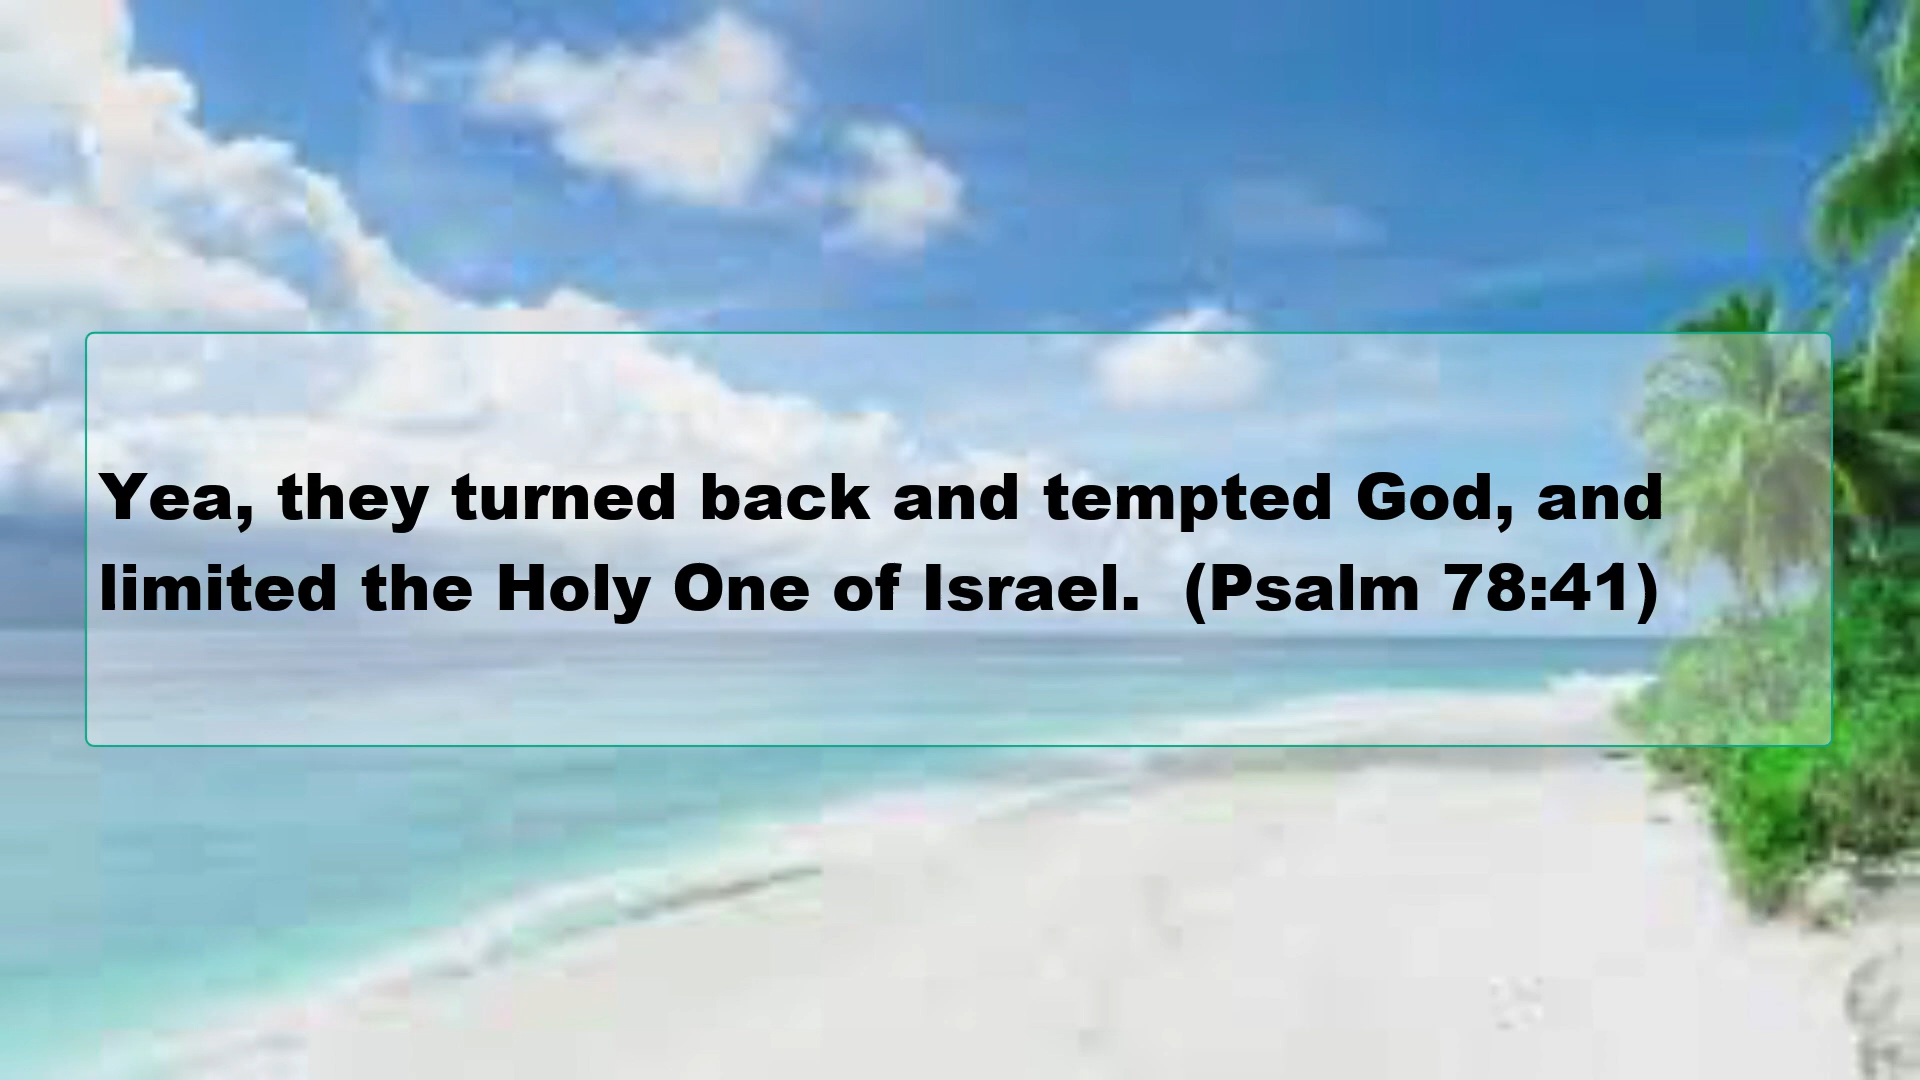 Yea, they turned back and tempted God, and
limited the Holy One of Israel.  (Psalm 78:41)